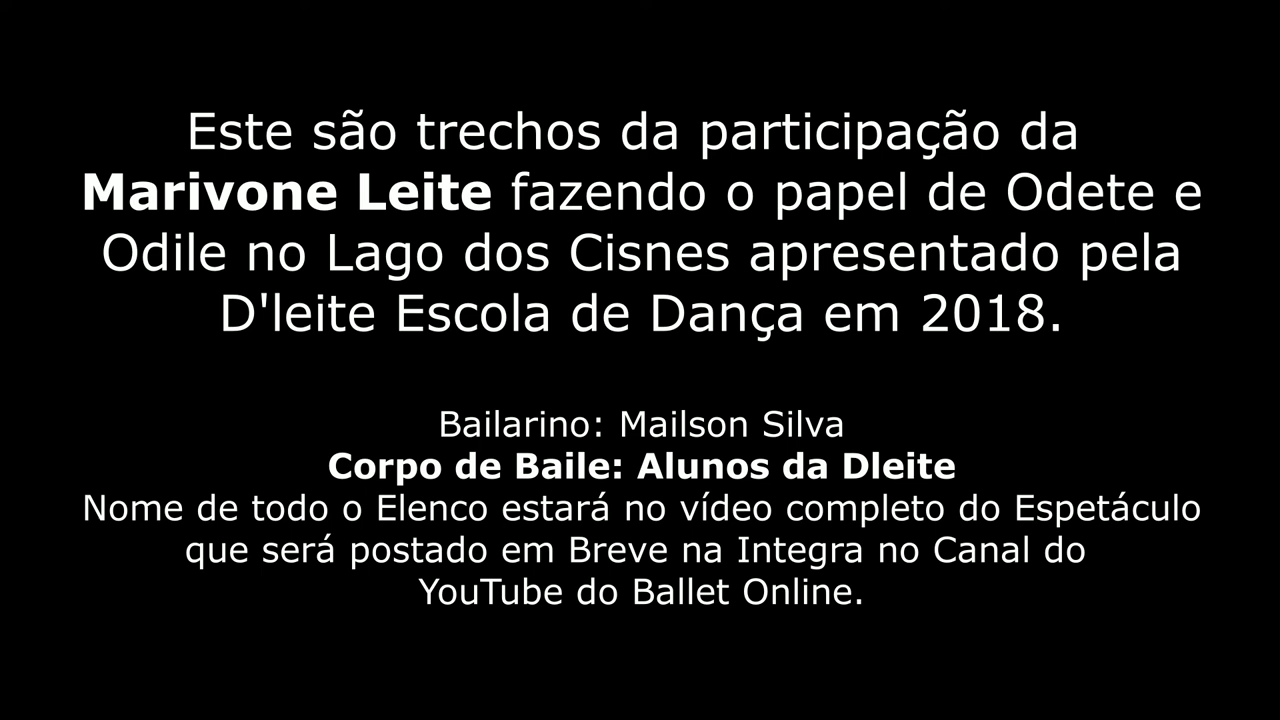 Este são trechos da participação da
Marivone Leite fazendo o papel de Odete e
Odile no Lago dos Cisnes apresentado pela
D'leite Escola de Dança em 2018.
Bailarino: Mailson Silva
Corpo de Baile: Alunos da Dleite
Nome de todo o Elenco estará no vídeo completo do Espetáculo
que será postado em Breve na Integra no Canal do
YouTube do Ballet Online.